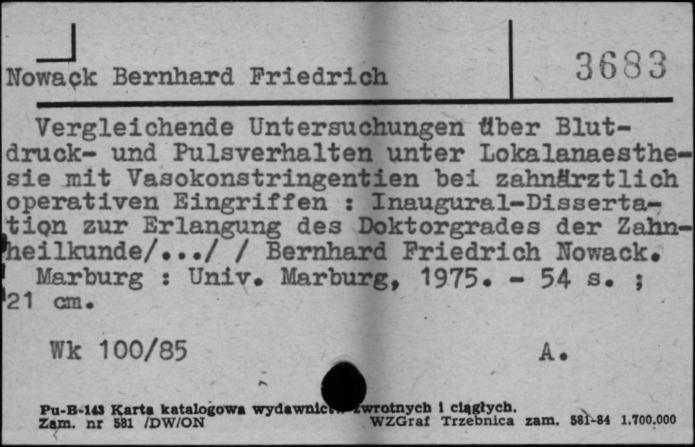 3683
Nowack Bernhard Friedrich
Vergleichende Untersuchungen über Blut-
druck- und Pulsverhalten unter Lokalanaesthe-
sie mit Vasokonstringentien bei zahnärztlich
operativen Eingriffen : Inaugural-Disserta-
tion zur Erlangung des Doktorgrades der Zahn-
heilkunde/.../ / Bernhard Friedrich Nowack.
Marburg : Univ. Marburg, 1975. - 54 s. ;
21 cm.
Wk 100/85 A.
Pu-B-143 Karta katalogowa wydawnictw zwrotnych i ciągłych.
Zam. nr 581 /DW/ON WZGraf Trzebnica zam. 581-84 1.700.000